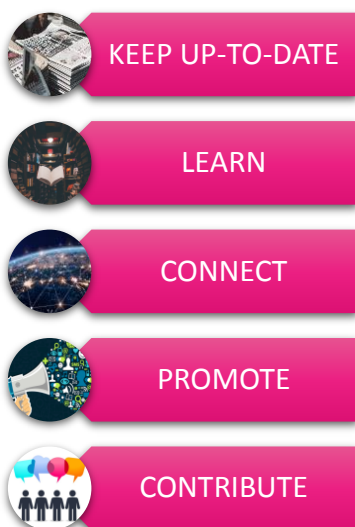 KEEP UP-TO-DATE
LEARN
CONNECT
PROMOTE
CONTRIBUTE